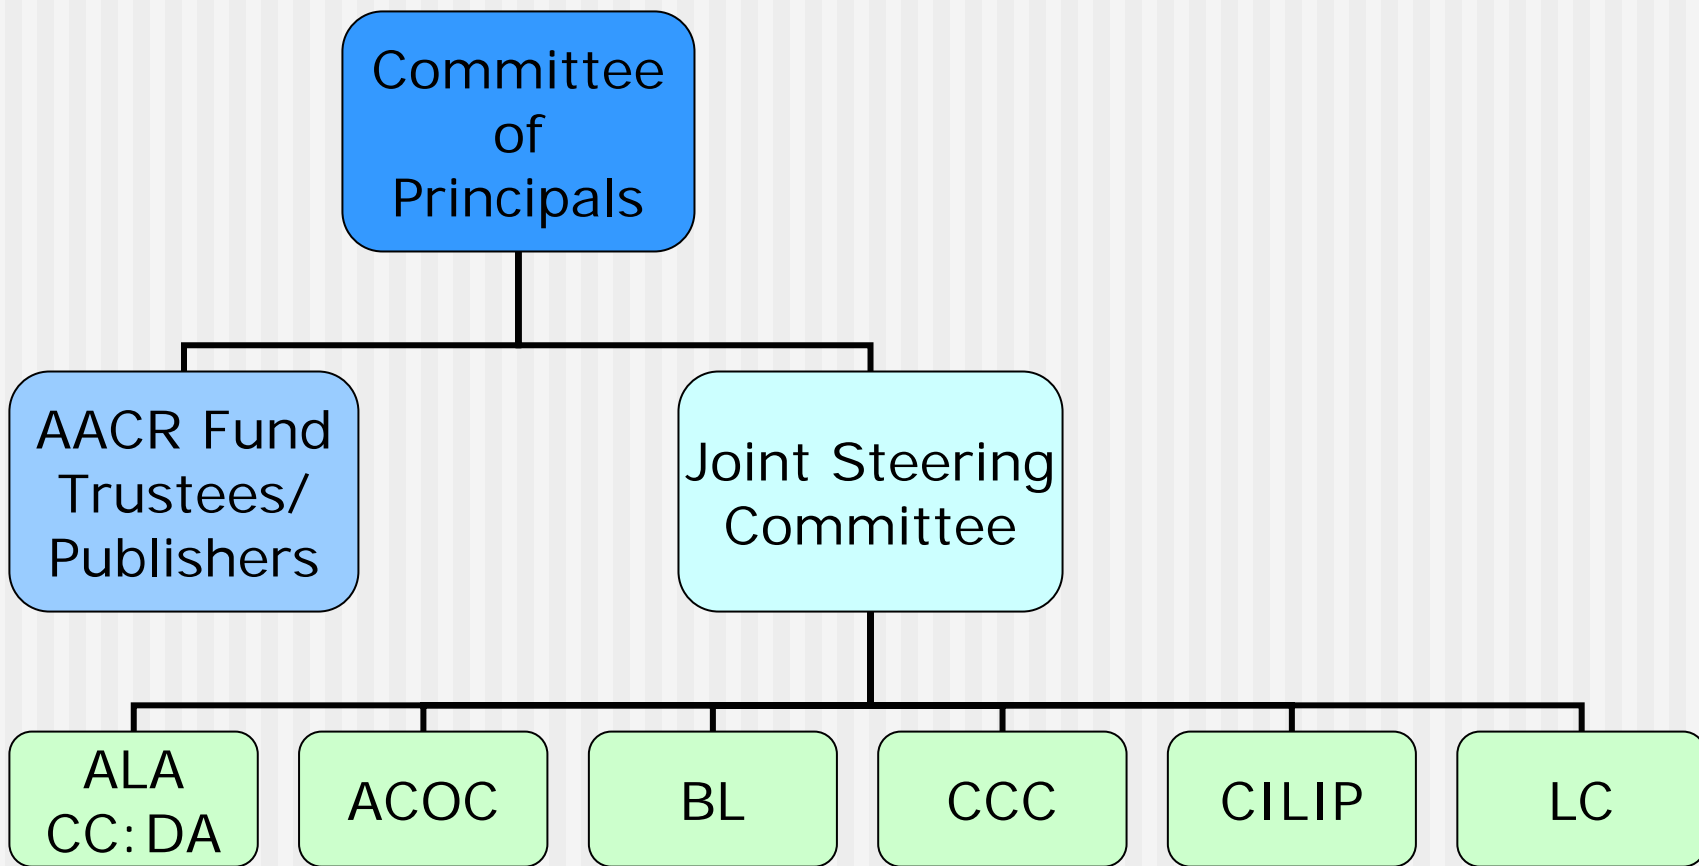 Committee
of
Principals
AACR Fund
Trustees/
Publishers
Joint Steering
Committee
ALA
CC:DA
ACOC
BL
CCC
CILIP
LC